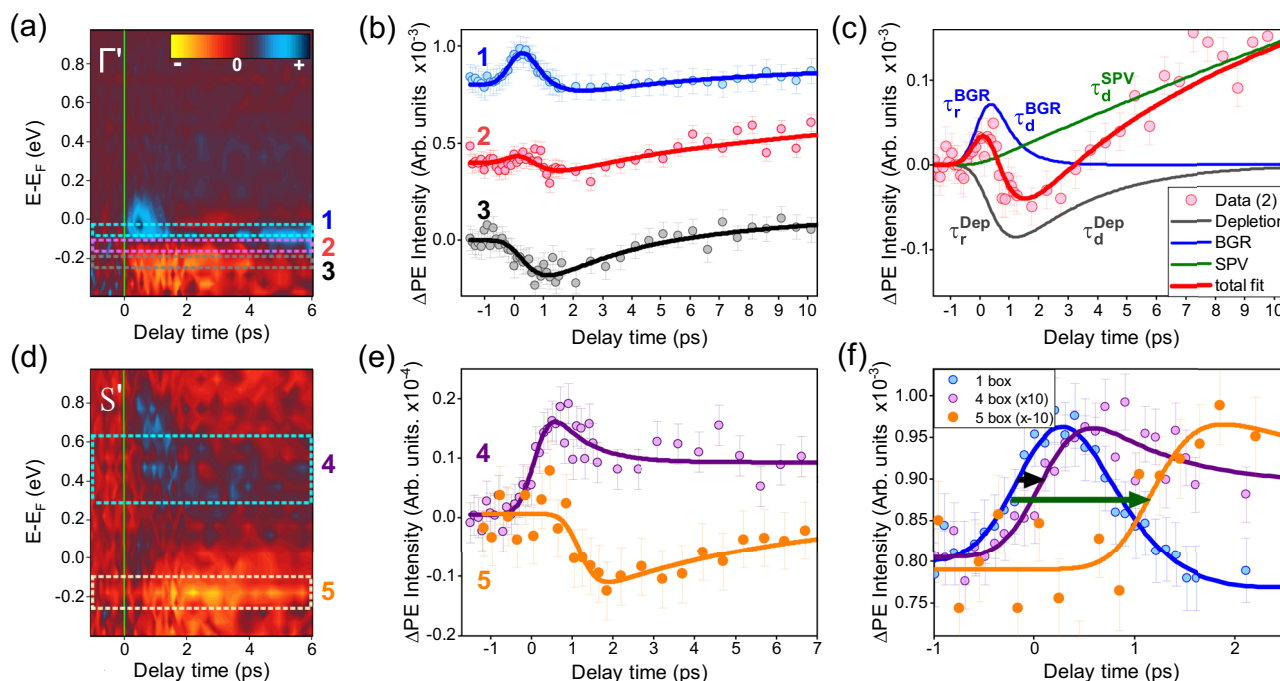 (a)
Γ'
- 0 +
E-E_F (eV)
0.8
0.6
0.4
0.2
0.0
-0.2
0 2 4 6
Delay time (ps)
1
2
3
(b)
ΔPE Intensity (Arb. units x10⁻³)
1.0
0.5
0.0
1
2
3
-1 0 1 2 3 4 5 6 7 8 9 10
Delay time (ps)
(c)
ΔPE Intensity (Arb. units x10⁻³)
0.1
0.0
-0.1
τ_r^BGR
τ_d^BGR
τ_d^SPV
τ_r^Dep
τ_d^Dep
Data (2)
Depletion
BGR
SPV
total fit
-1 0 1 2 3 4 5 6 7 8 9 10
Delay time (ps)
(d)
S'
E-E_F (eV)
0.8
0.6
0.4
0.2
0.0
-0.2
0 2 4 6
Delay time (ps)
4
5
(e)
ΔPE Intensity (Arb. units. x10⁻⁴)
0.2
0.1
0.0
-0.1
-0.2
4
5
-1 0 1 2 3 4 5 6 7
Delay time (ps)
(f)
ΔPE Intensity (Arb. units x10⁻³)
1.00
0.95
0.90
0.85
0.80
0.75
1 box
4 box (x10)
5 box (x-10)
-1 0 1 2
Delay time (ps)